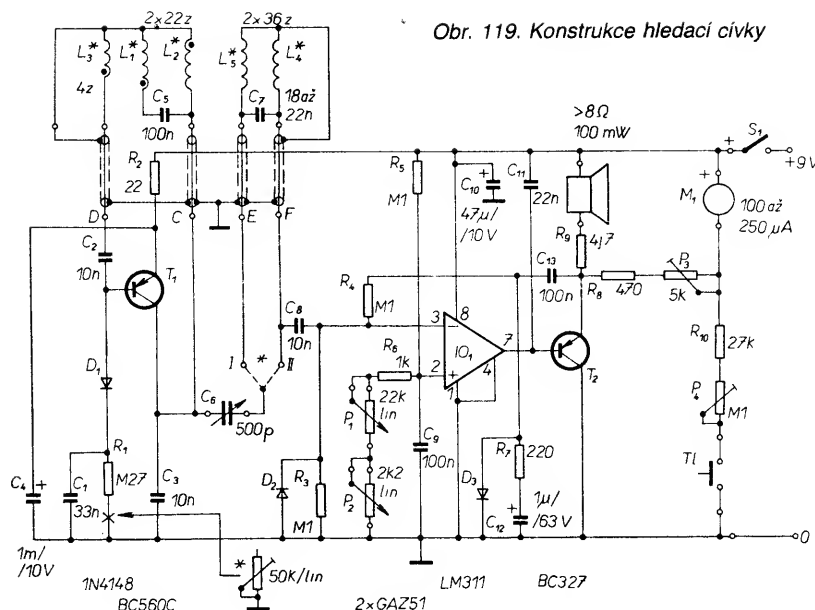 Obr. 119. Konstrukce hledací cívky
2×22z
2×36z
L₃*
L₁*
L₂*
L₅*
L₄*
4z
C₅
100n
C₇
18až
22n
>8Ω
100 mW
S₁
+
+9V
R₂
22
R₅
M1
+
C₁₀
47µ/
/10V
C₁₁
22n
+
M₁
100 až
250 µA
D
C
E
F
R₉
4j7
C₂
10n
T₁
R₄
M1
C₁₃
100n
R₈
470
P₃
5k
C₈
10n
3
8
IO₁
7
R₁₀
27k
D₁
I
*
II
R₆
1k
2
+
4
1
T₂
C₆
500p
P₁
22k
lin
P₄
M1
C₄
+
C₁
33n
R₁
M27
C₃
10n
D₂
R₃
M1
P₂
2k2
lin
C₉
100n
D₃
R₇
220
C₁₂
+
1µ/
/63V
Tl
0
1m/
/10V
*
50K/lin
1N4148
BC560C
2×GAZ51
LM311
BC327